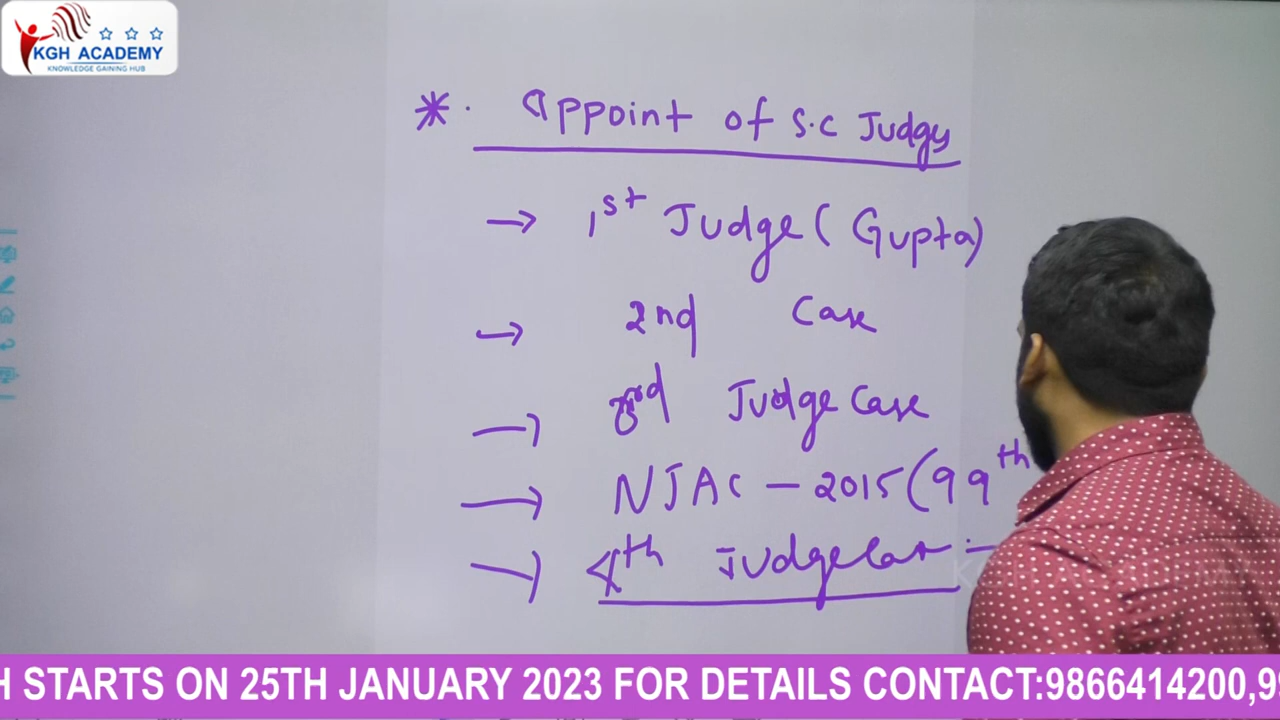 KGH ACADEMY
KNOWLEDGE GAINING HUB
* . Appoint of S.C Judges
→ 1st Judge ( Gupta)
→ 2nd Case
→ 3rd Judge Case
→ NJAC - 2015 (99th
→ 4th Judge Case -
H STARTS ON 25TH JANUARY 2023 FOR DETAILS CONTACT:9866414200,9